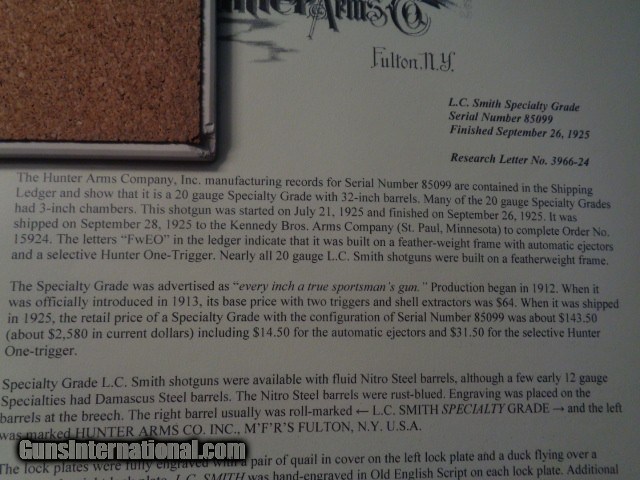 Hunter Arms Co.
Fulton, N.Y.
L.C. Smith Specialty Grade
Serial Number 85099
Finished September 26, 1925
Research Letter No. 3966-24
The Hunter Arms Company, Inc. manufacturing records for Serial Number 85099 are contained in the Shipping
Ledger and show that it is a 20 gauge Specialty Grade with 32-inch barrels. Many of the 20 gauge Specialty Grades
had 3-inch chambers. This shotgun was started on July 21, 1925 and finished on September 26, 1925. It was
shipped on September 28, 1925 to the Kennedy Bros. Arms Company (St. Paul, Minnesota) to complete Order No.
15924. The letters "FwEO" in the ledger indicate that it was built on a feather-weight frame with automatic ejectors
and a selective Hunter One-Trigger. Nearly all 20 gauge L.C. Smith shotguns were built on a featherweight frame.
The Specialty Grade was advertised as "every inch a true sportsman's gun." Production began in 1912. When it
was officially introduced in 1913, its base price with two triggers and shell extractors was $64. When it was shipped
in 1925, the retail price of a Specialty Grade with the configuration of Serial Number 85099 was about $143.50
(about $2,580 in current dollars) including $14.50 for the automatic ejectors and $31.50 for the selective Hunter
One-trigger.
Specialty Grade L.C. Smith shotguns were available with fluid Nitro Steel barrels, although a few early 12 gauge
Specialties had Damascus Steel barrels. The Nitro Steel barrels were rust-blued. Engraving was placed on the
barrels at the breech. The right barrel usually was roll-marked ← L.C. SMITH SPECIALTY GRADE → and the left
was marked HUNTER ARMS CO. INC., M'F'R'S FULTON, N.Y. U.S.A.
The lock plates were fully engraved with a pair of quail in cover on the left lock plate and a duck flying over a
right lock plate. L.C. SMITH was hand-engraved in Old English Script on each lock plate. Additional
GunsInternational.com